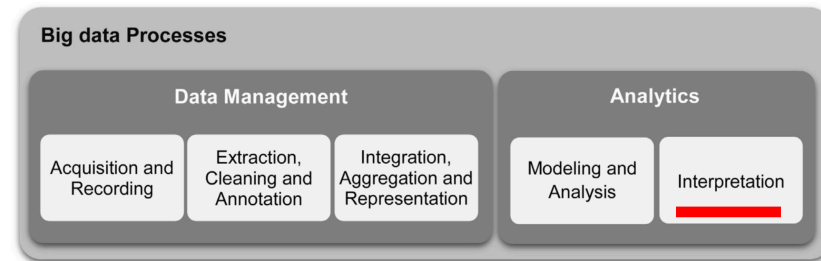 Big data Processes
Data Management
Analytics
Acquisition and
Recording
Extraction,
Cleaning and
Annotation
Integration,
Aggregation and
Representation
Modeling and
Analysis
Interpretation